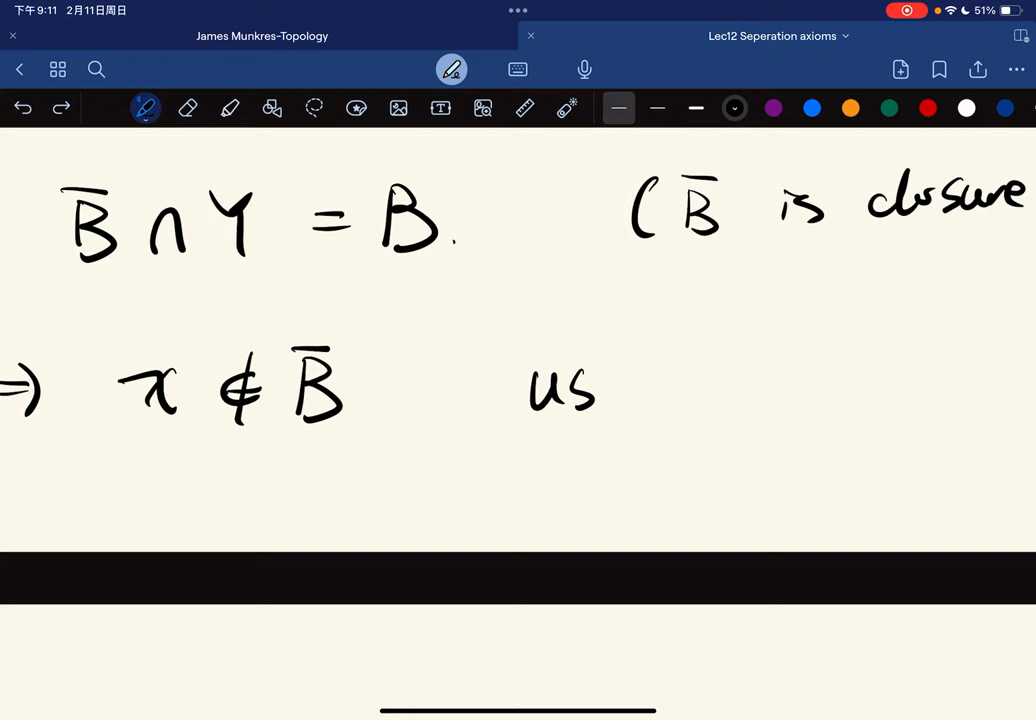 下午9:11 2月11日周日 51%
James Munkres-Topology Lec12 Seperation axioms
B̅ ∩ Y = B. (B̅ is closure
⇒ x ∉ B̅ us